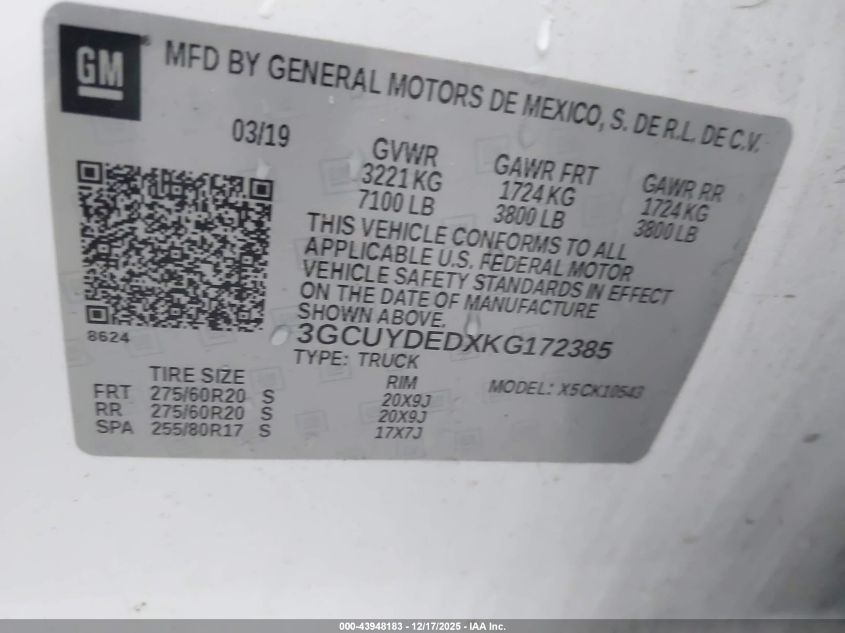 GM ®
MFD BY GENERAL MOTORS DE MEXICO, S. DE R.L. DE C.V.
03/19
GVWR GAWR FRT GAWR RR
3221 KG 1724 KG 1724 KG
7100 LB 3800 LB 3800 LB
THIS VEHICLE CONFORMS TO ALL
APPLICABLE U.S. FEDERAL MOTOR
VEHICLE SAFETY STANDARDS IN EFFECT
ON THE DATE OF MANUFACTURE
SHOWN ABOVE.
8624
3GCUYDEDXKG172385
TYPE: TRUCK
TIRE SIZE RIM MODEL: X5CK10543
FRT 275/60R20 S 20X9J
RR 275/60R20 S 20X9J
SPA 255/80R17 S 17X7J
000-43948183 - 12/17/2025 - IAA Inc.